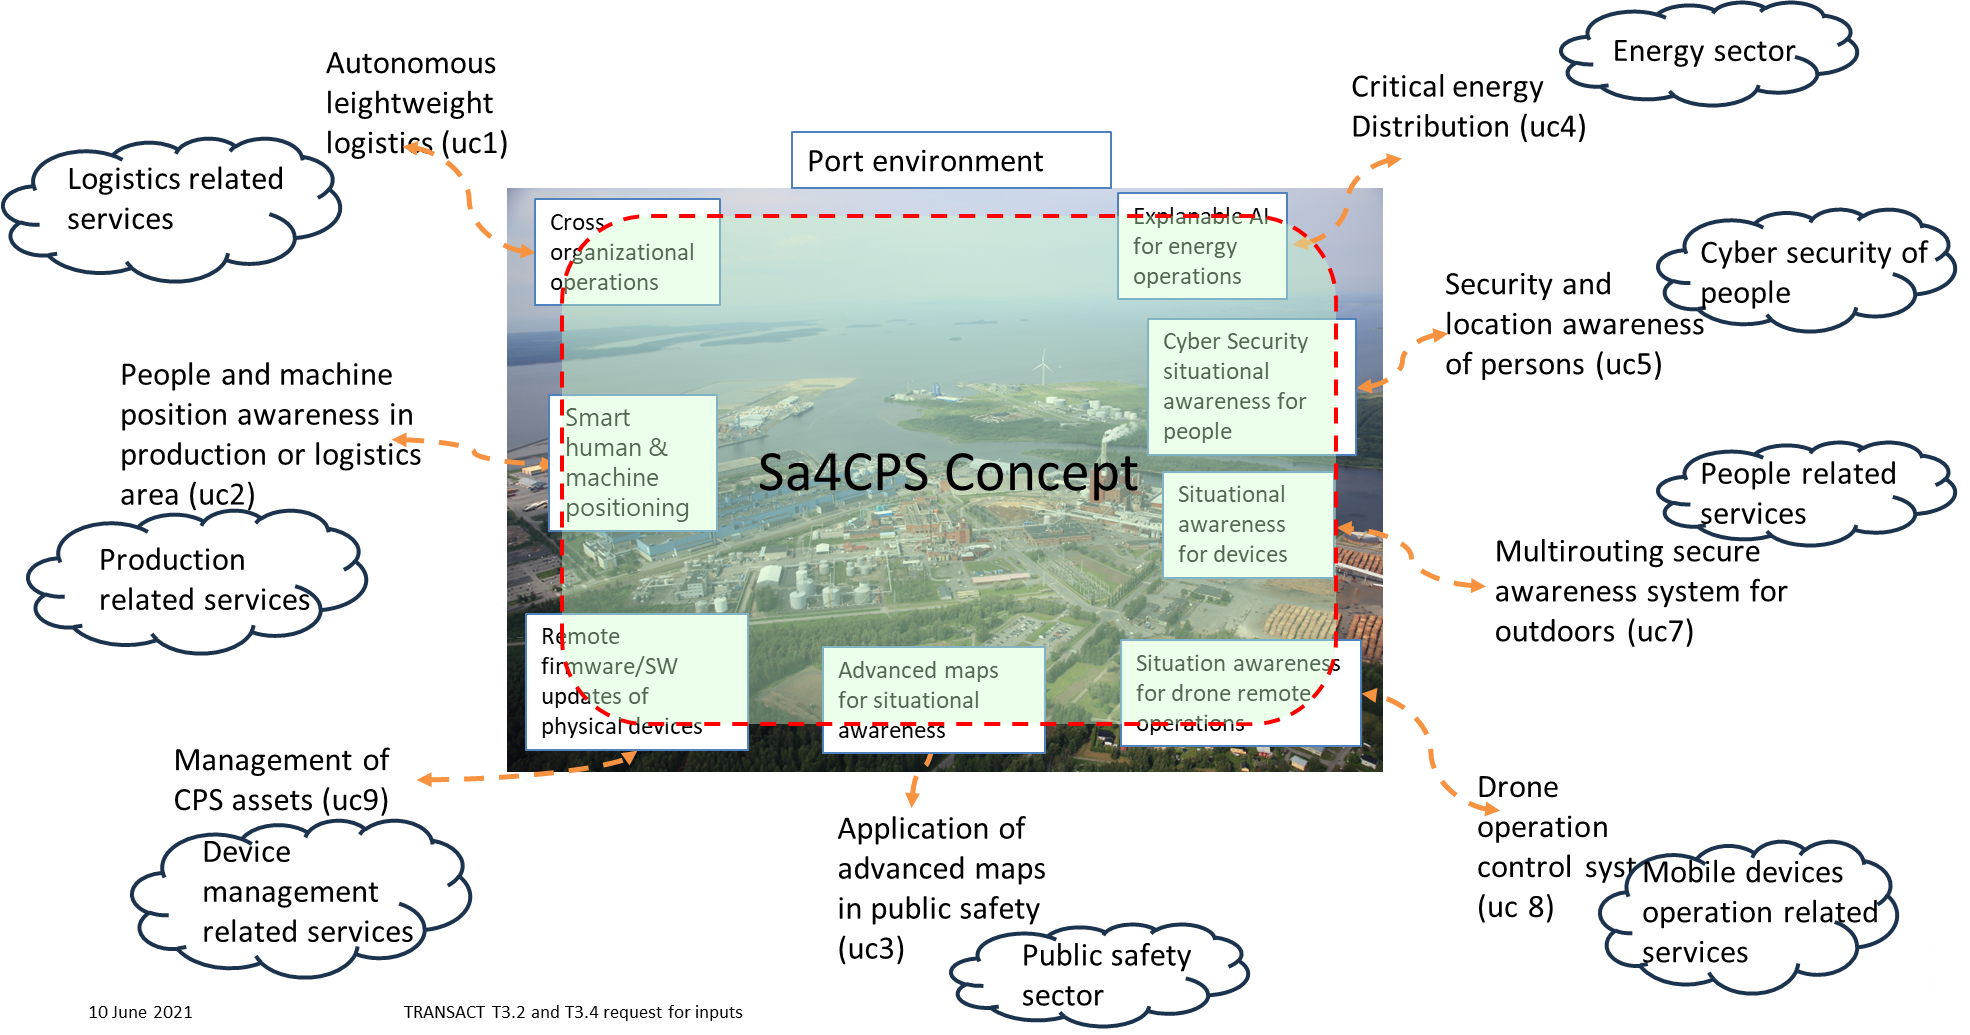 Autonomous
leightweight
logistics (uc1)
Logistics related
services
People and machine
position awareness in
production or logistics
area (uc2)
Production
related services
Management of
CPS assets (uc9)
Device
management
related services
Port environment
Cross
organizational
operations
Smart
human &
machine
positioning
Remote
firmware/SW
updates of
physical devices
Sa4CPS Concept
Advanced maps
for situational
awareness
Explanable AI
for energy
operations
Cyber Security
situational
awareness for
people
Situational
awareness
for devices
Situation awareness
for drone remote
operations
Application of
advanced maps
in public safety
(uc3)
Public safety
sector
Energy sector
Critical energy
Distribution (uc4)
Cyber security of
people
Security and
location awareness
of persons (uc5)
People related
services
Multirouting secure
awareness system for
outdoors (uc7)
Drone
operation
control syst
(uc 8)
Mobile devices
operation related
services
10 June 2021
TRANSACT T3.2 and T3.4 request for inputs